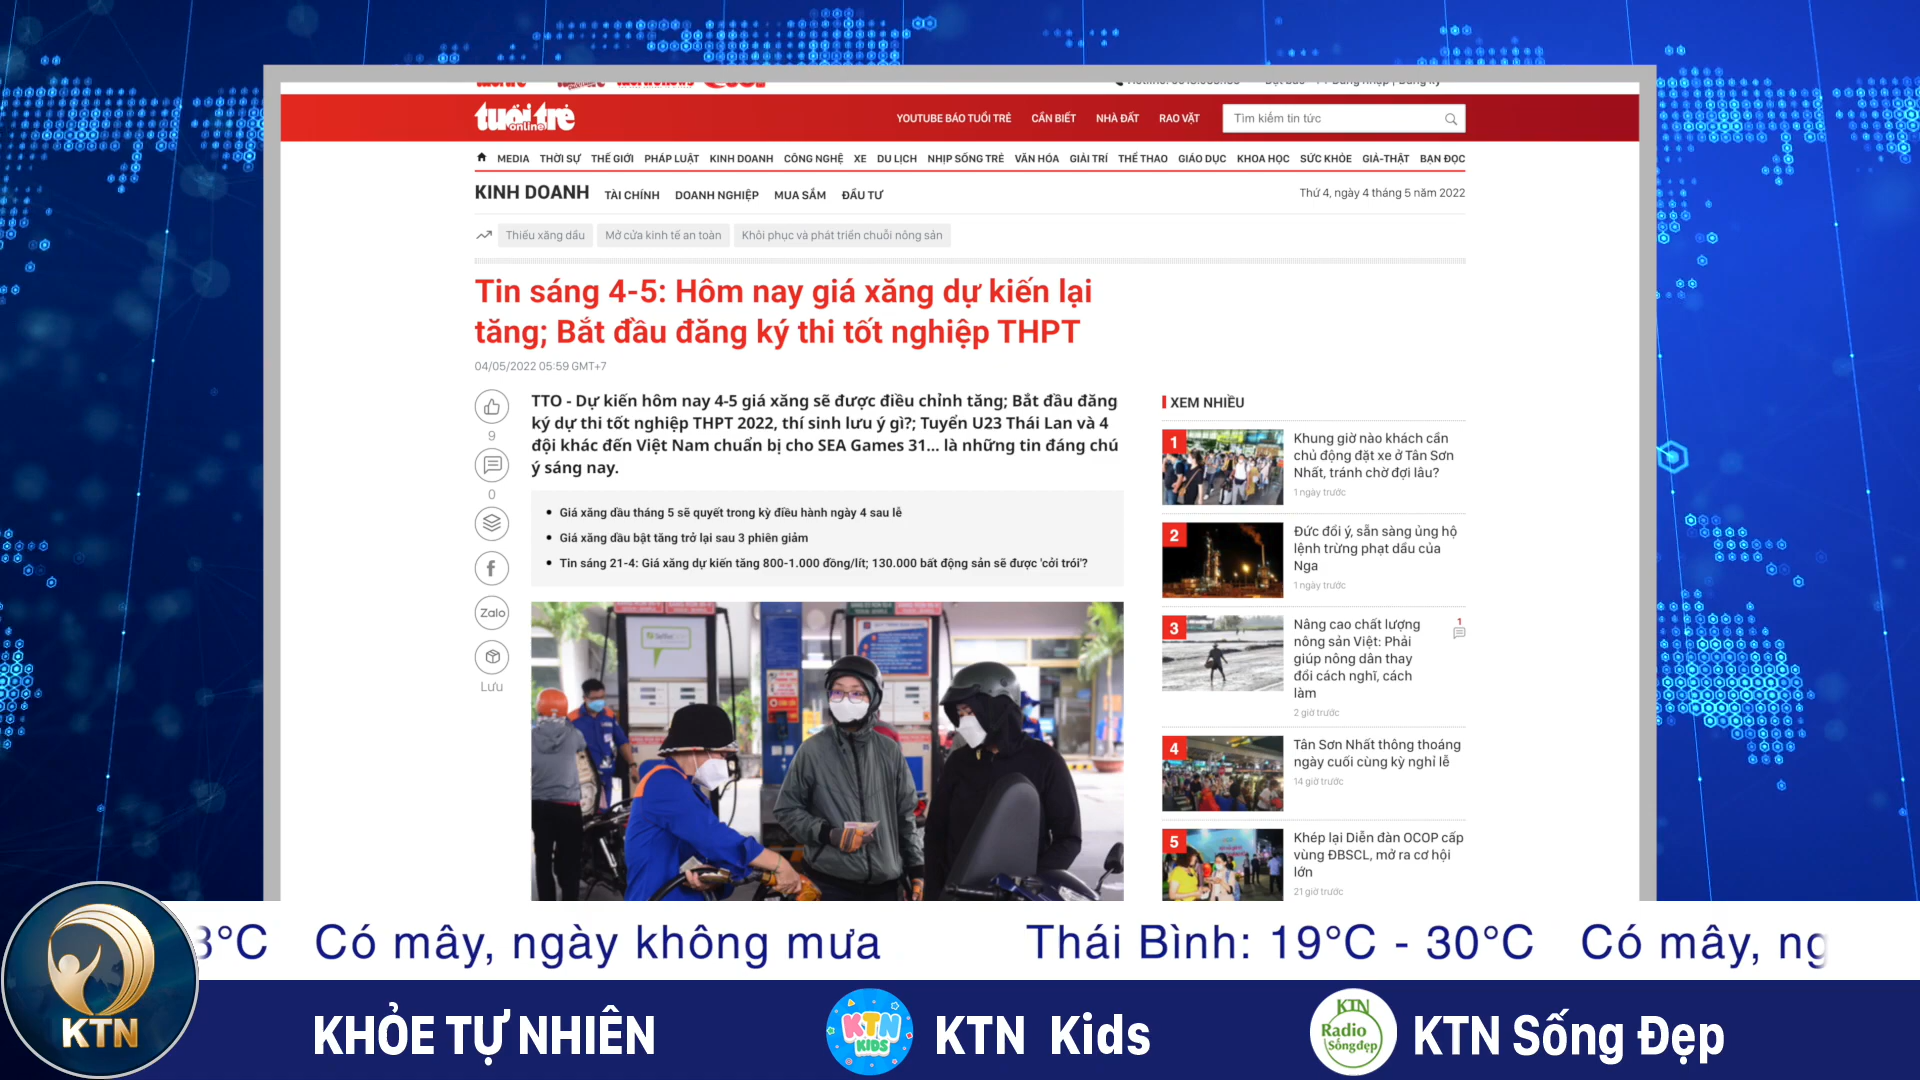 tuổi trẻ online
YOUTUBE BÁO TUỔI TRẺ CẦN BIẾT NHÀ ĐẤT RAO VẶT
Tìm kiếm tin tức
MEDIA THỜI SỰ THẾ GIỚI PHÁP LUẬT KINH DOANH CÔNG NGHỆ XE DU LỊCH NHỊP SỐNG TRẺ VĂN HÓA GIẢI TRÍ THỂ THAO GIÁO DỤC KHOA HỌC SỨC KHỎE GIẢ-THẬT BẠN ĐỌC
KINH DOANH TÀI CHÍNH DOANH NGHIỆP MUA SẮM ĐẦU TƯ
Thứ 4, ngày 4 tháng 5 năm 2022
Thiếu xăng dầu Mở cửa kinh tế an toàn Khôi phục và phát triển chuỗi nông sản
Tin sáng 4-5: Hôm nay giá xăng dự kiến lại
tăng; Bắt đầu đăng ký thi tốt nghiệp THPT
04/05/2022 05:59 GMT+7
9
0
Zalo
Lưu
TTO - Dự kiến hôm nay 4-5 giá xăng sẽ được điều chỉnh tăng; Bắt đầu đăng
ký dự thi tốt nghiệp THPT 2022, thí sinh lưu ý gì?; Tuyển U23 Thái Lan và 4
đội khác đến Việt Nam chuẩn bị cho SEA Games 31... là những tin đáng chú
ý sáng nay.
Giá xăng dầu tháng 5 sẽ quyết trong kỳ điều hành ngày 4 sau lễ
Giá xăng dầu bật tăng trở lại sau 3 phiên giảm
Tin sáng 21-4: Giá xăng dự kiến tăng 800-1.000 đồng/lít; 130.000 bất động sản sẽ được 'cởi trói'?
XEM NHIỀU
1
Khung giờ nào khách cần
chủ động đặt xe ở Tân Sơn
Nhất, tránh chờ đợi lâu?
1 ngày trước
2
Đức đổi ý, sẵn sàng ủng hộ
lệnh trừng phạt dầu của
Nga
1 ngày trước
3
Nâng cao chất lượng
nông sản Việt: Phải
giúp nông dân thay
đổi cách nghĩ, cách
làm
1
2 giờ trước
4
Tân Sơn Nhất thông thoáng
ngày cuối cùng kỳ nghỉ lễ
14 giờ trước
5
Khép lại Diễn đàn OCOP cấp
vùng ĐBSCL, mở ra cơ hội
lớn
21 giờ trước
3°C Có mây, ngày không mưa Thái Bình: 19°C - 30°C Có mây, ng
KTN
KHỎE TỰ NHIÊN
KTN KIDS
KTN Kids
KTN Radio Sống đẹp
KTN Sống Đẹp